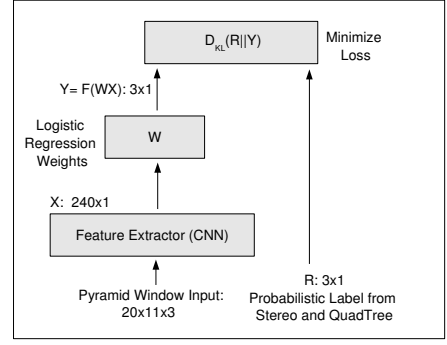 D_KL(R||Y)
Minimize
Loss
Y= F(WX): 3x1
Logistic
Regression
Weights
W
X: 240x1
Feature Extractor (CNN)
Pyramid Window Input:
20x11x3
R: 3x1
Probabilistic Label from
Stereo and QuadTree